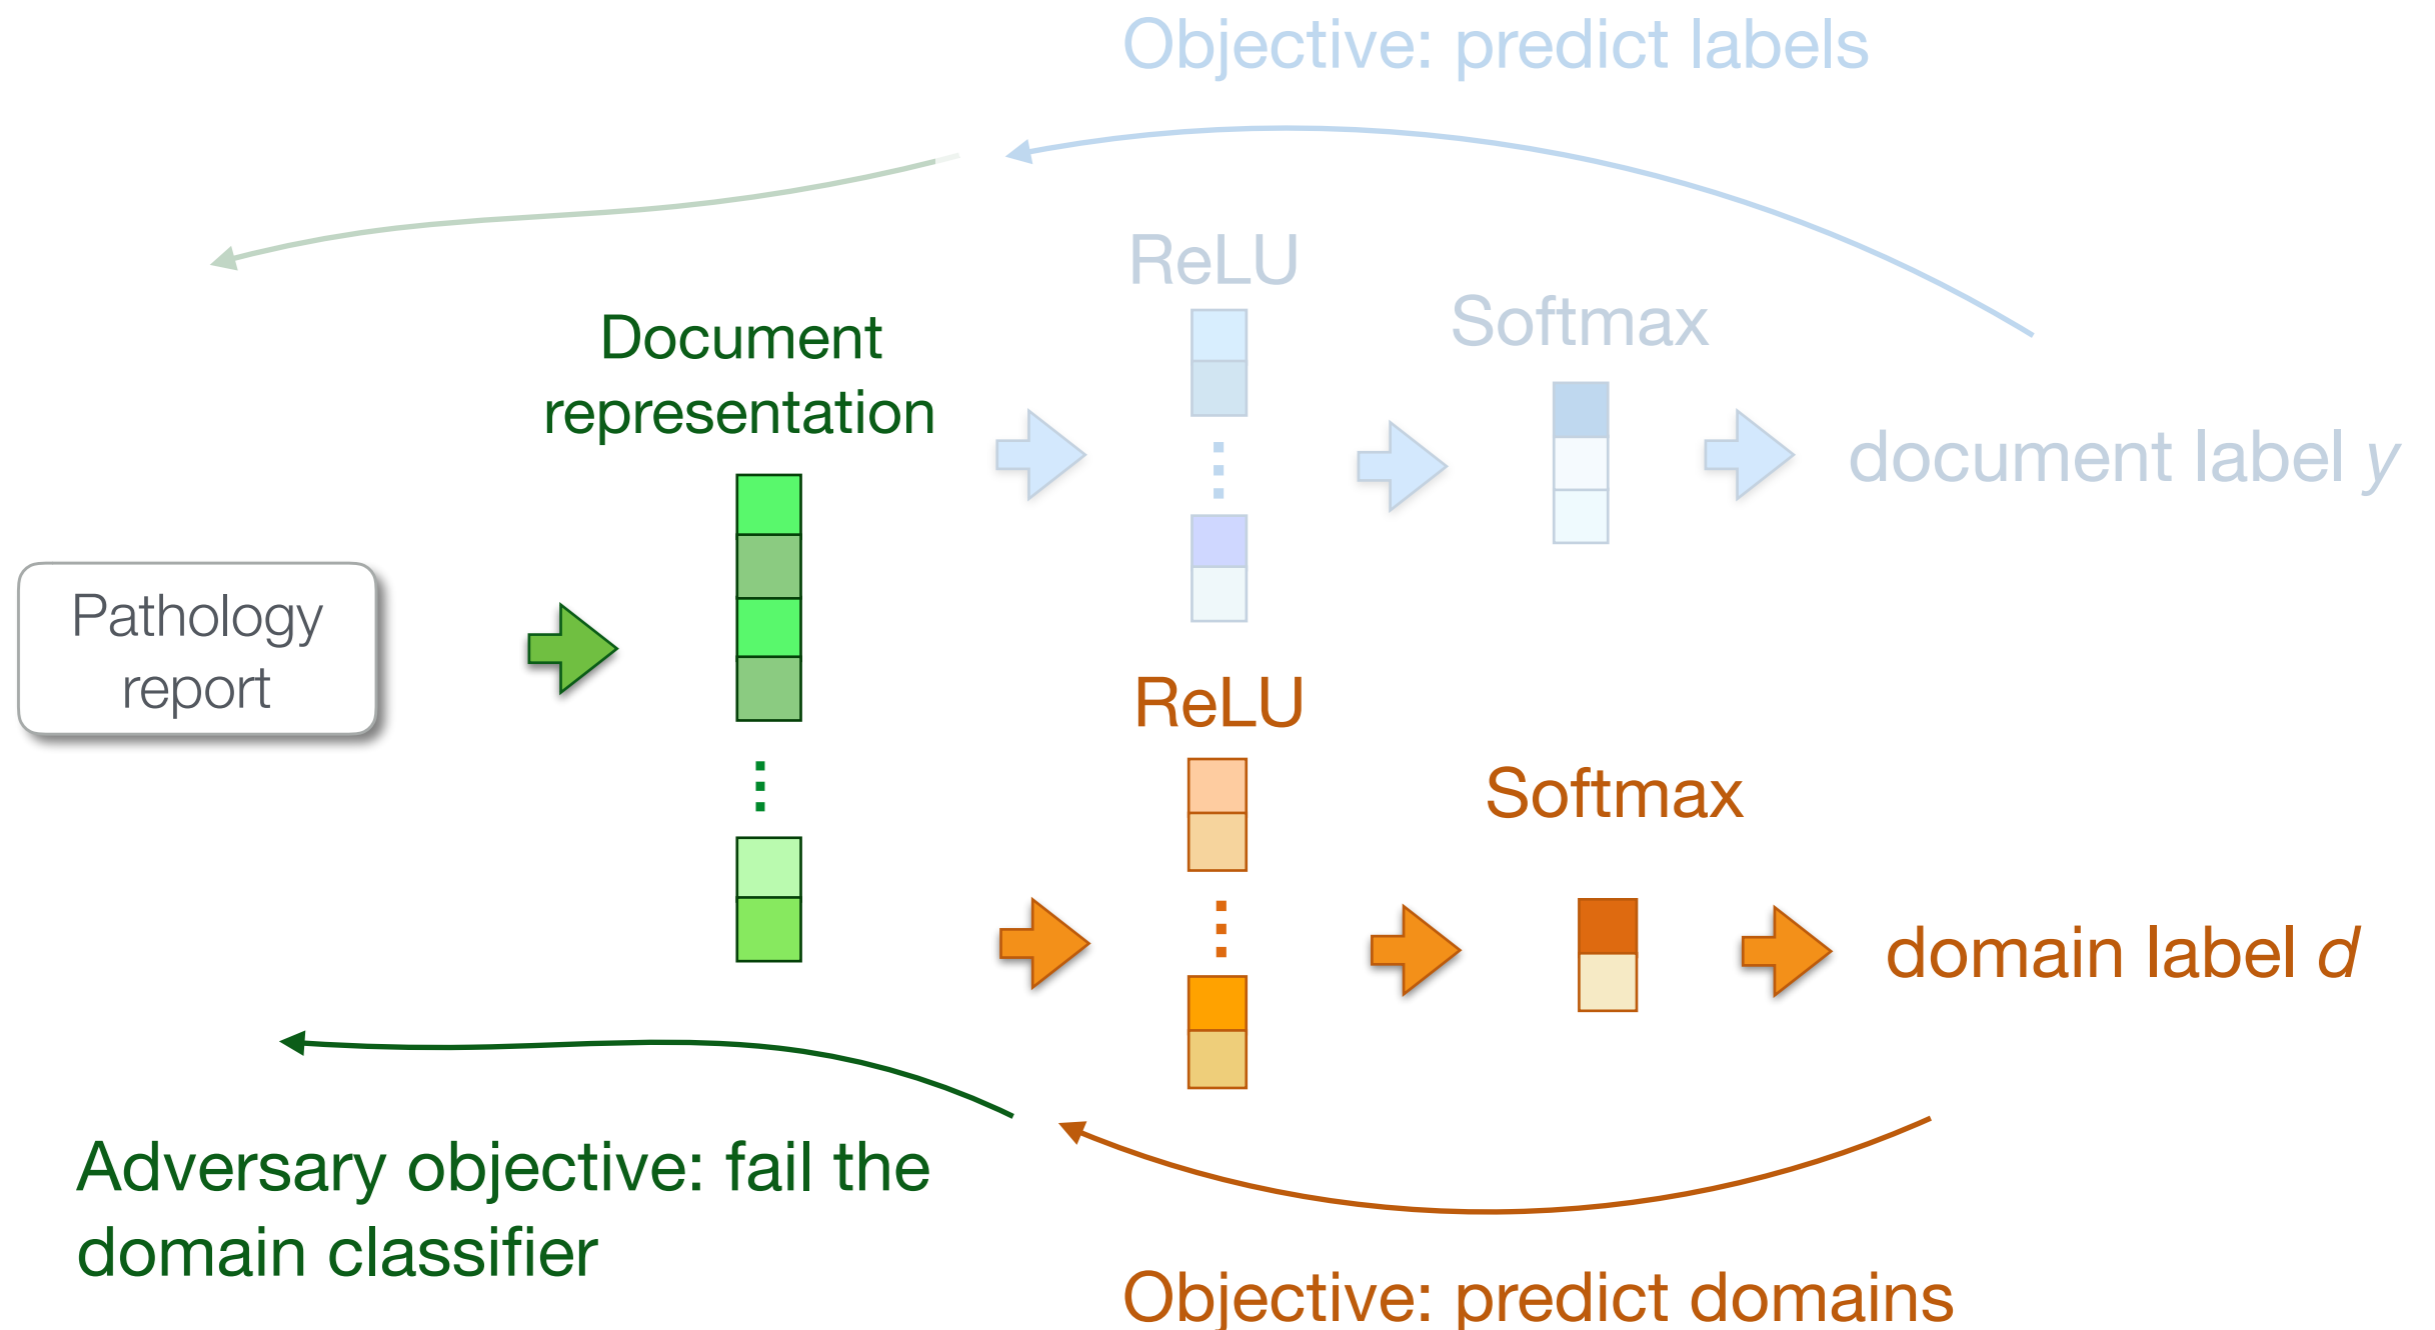 Objective: predict labels
ReLU
Softmax
Document
representation
document label y
Pathology
report
ReLU
Softmax
domain label d
Adversary objective: fail the
domain classifier
Objective: predict domains